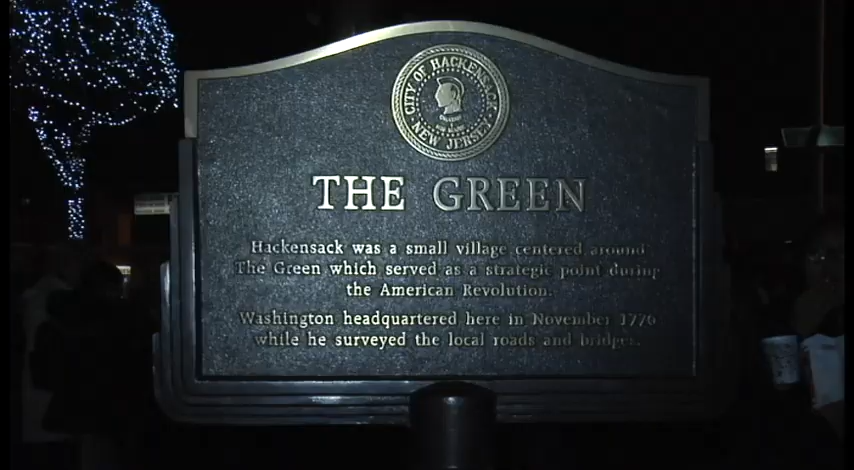 CITY OF HACKENSACK
NEW JERSEY
THE GREEN
Hackensack was a small village centered around
The Green which served as a strategic point during
the American Revolution.
Washington headquartered here in November 1776
while he surveyed the local roads and bridges.